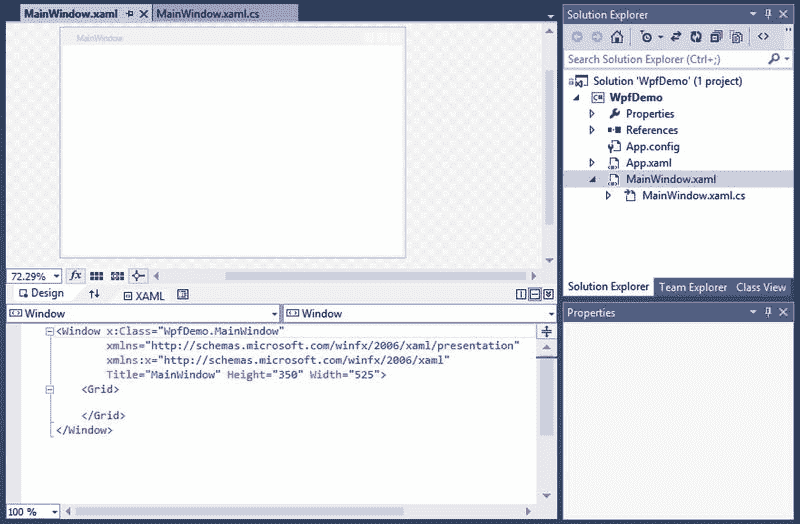 MainWindow.xaml
MainWindow.xaml.cs
MainWindow
72.29%
fx
Design
XAML
Window
Window
<Window x:Class="WpfDemo.MainWindow"
xmlns="http://schemas.microsoft.com/winfx/2006/xaml/presentation"
xmlns:x="http://schemas.microsoft.com/winfx/2006/xaml"
Title="MainWindow" Height="350" Width="525">
<Grid>
</Grid>
</Window>
100 %
Solution Explorer
Search Solution Explorer (Ctrl+;)
Solution 'WpfDemo' (1 project)
C#
WpfDemo
Properties
References
App.config
App.xaml
MainWindow.xaml
MainWindow.xaml.cs
Solution Explorer
Team Explorer
Class View
Properties